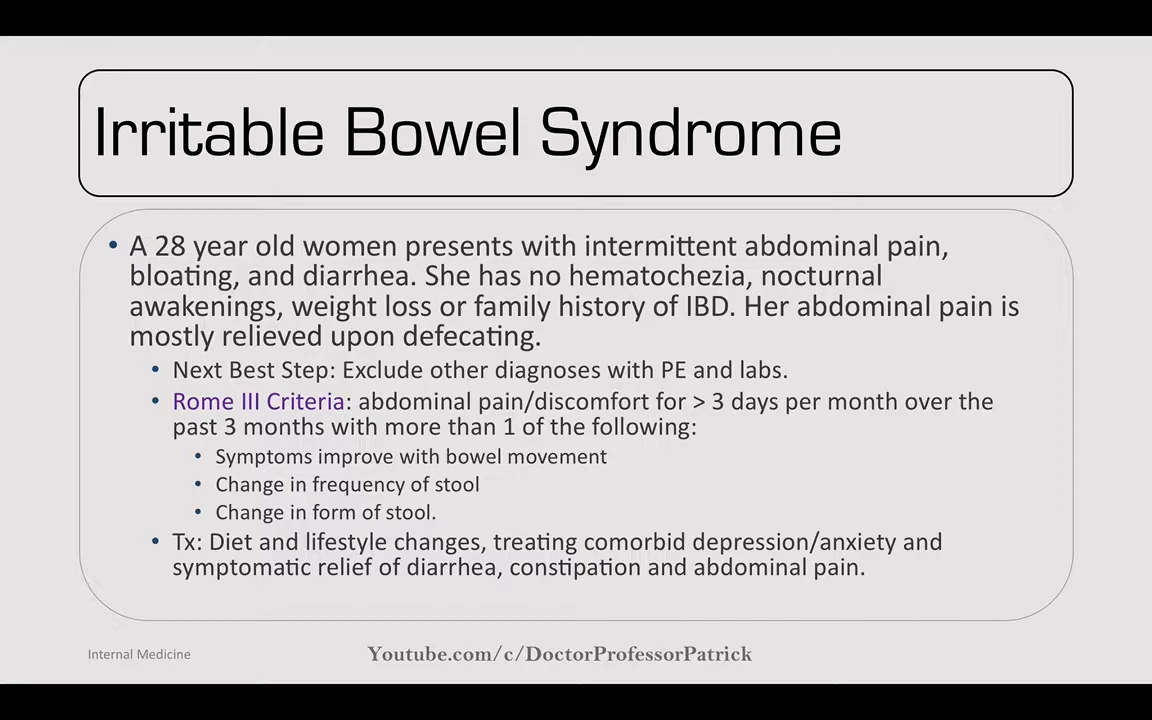 Irritable Bowel Syndrome
• A 28 year old women presents with intermittent abdominal pain,
bloating, and diarrhea. She has no hematochezia, nocturnal
awakenings, weight loss or family history of IBD. Her abdominal pain is
mostly relieved upon defecating.
• Next Best Step: Exclude other diagnoses with PE and labs.
• Rome III Criteria: abdominal pain/discomfort for > 3 days per month over the
past 3 months with more than 1 of the following:
• Symptoms improve with bowel movement
• Change in frequency of stool
• Change in form of stool.
• Tx: Diet and lifestyle changes, treating comorbid depression/anxiety and
symptomatic relief of diarrhea, constipation and abdominal pain.
Internal Medicine
Youtube.com/c/DoctorProfessorPatrick